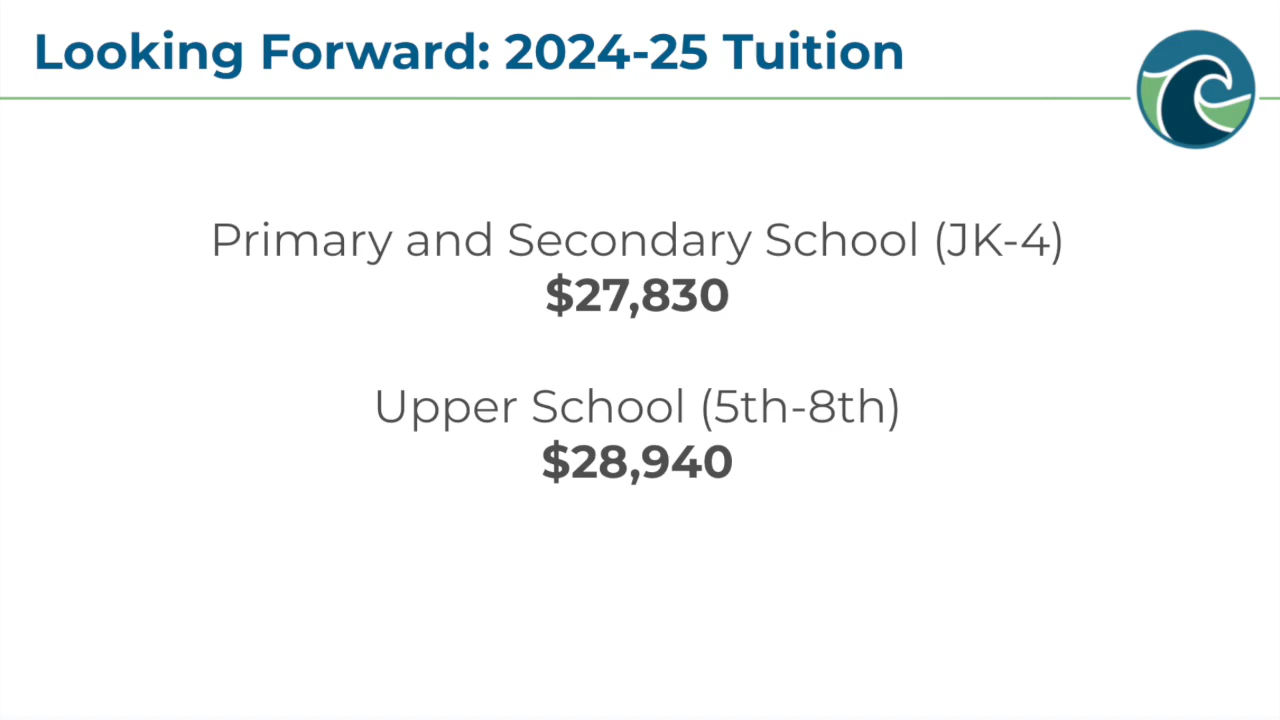 Looking Forward: 2024-25 Tuition
Primary and Secondary School (JK-4)
$27,830
Upper School (5th-8th)
$28,940